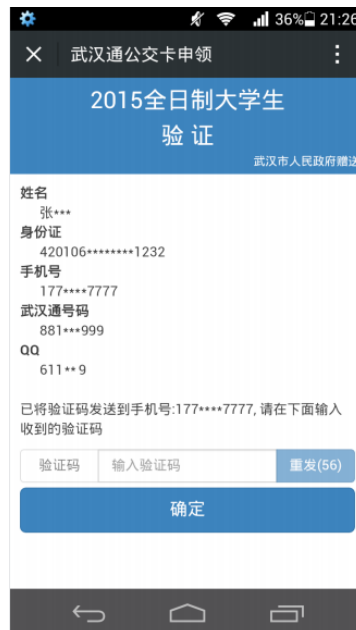 36% 21:26
武汉通公交卡申领
2015全日制大学生
验 证
武汉市人民政府赠送
姓名
张***
身份证
420106********1232
手机号
177****7777
武汉通号码
881***999
QQ
611**9
已将验证码发送到手机号:177****7777, 请在下面输入
收到的验证码
验证码 输入验证码 重发(56)
确定